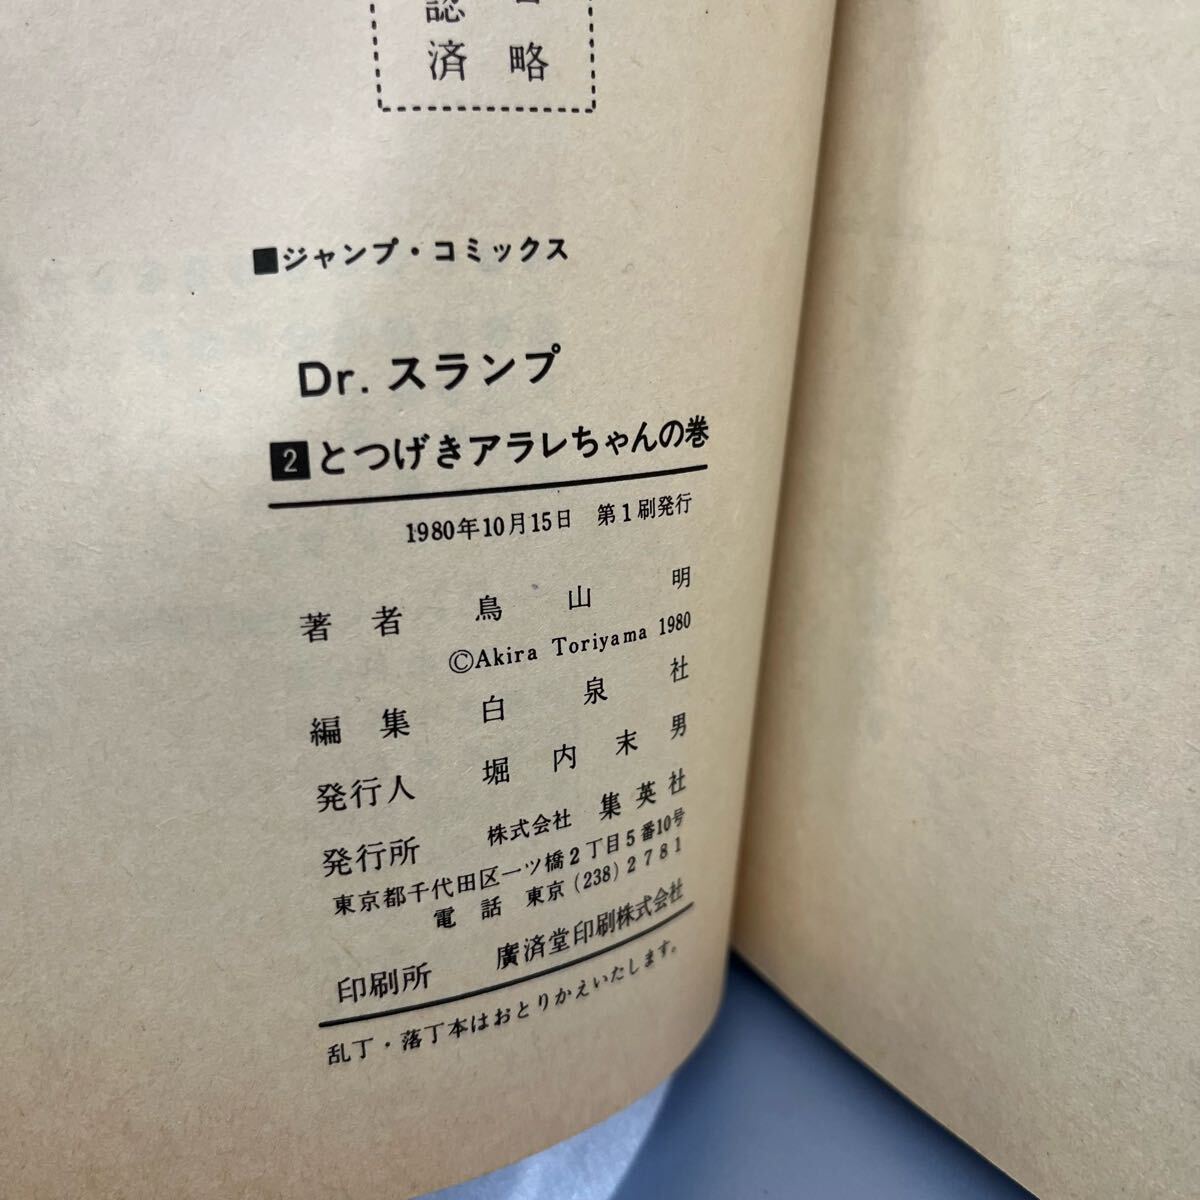 認
済 略
■ジャンプ・コミックス
Dr.スランプ
2とつげきアラレちゃんの巻
1980年10月15日 第1刷発行
著者 鳥山明
©Akira Toriyama 1980
編集 白泉社
発行人 堀内末男
発行所 株式会社 集英社
東京都千代田区一ツ橋2丁目5番10号
電話 東京(238)2781
印刷所 廣済堂印刷株式会社
乱丁・落丁本はおとりかえいたします。